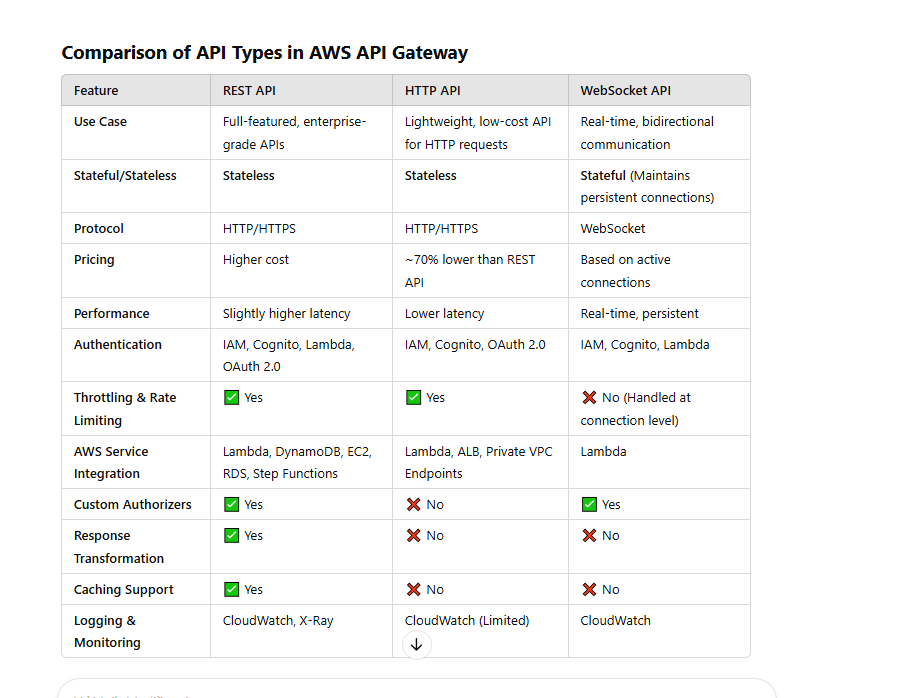 Comparison of API Types in AWS API Gateway
Feature REST API HTTP API WebSocket API
Use Case Full-featured, enterprise- Lightweight, low-cost API Real-time, bidirectional
grade APIs for HTTP requests communication
Stateful/Stateless Stateless Stateless Stateful (Maintains
persistent connections)
Protocol HTTP/HTTPS HTTP/HTTPS WebSocket
Pricing Higher cost ~70% lower than REST Based on active
API connections
Performance Slightly higher latency Lower latency Real-time, persistent
Authentication IAM, Cognito, Lambda, IAM, Cognito, OAuth 2.0 IAM, Cognito, Lambda
OAuth 2.0
Throttling & Rate ✅ Yes ✅ Yes ❌ No (Handled at
Limiting connection level)
AWS Service Lambda, DynamoDB, EC2, Lambda, ALB, Private VPC Lambda
Integration RDS, Step Functions Endpoints
Custom Authorizers ✅ Yes ❌ No ✅ Yes
Response ✅ Yes ❌ No ❌ No
Transformation
Caching Support ✅ Yes ❌ No ❌ No
Logging & CloudWatch, X-Ray CloudWatch (Limited) CloudWatch
Monitoring